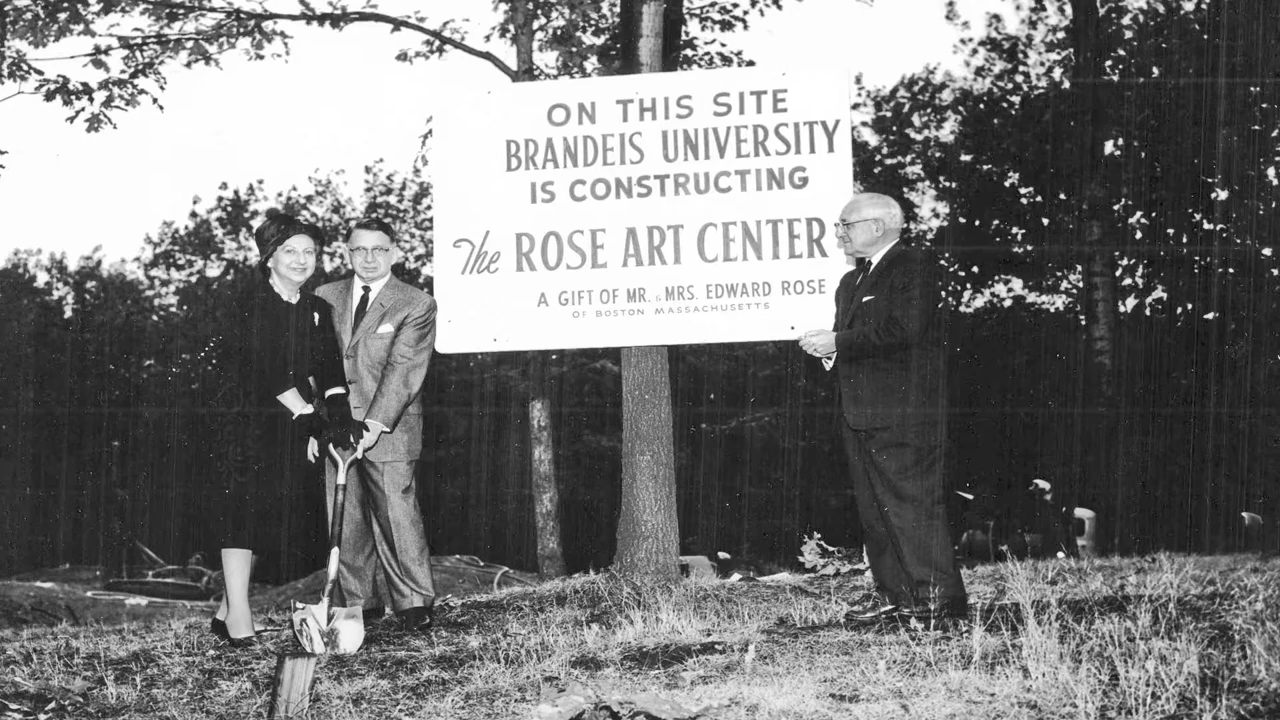 ON THIS SITE
BRANDEIS UNIVERSITY
IS CONSTRUCTING
The ROSE ART CENTER
A GIFT OF MR. & MRS. EDWARD ROSE
OF BOSTON MASSACHUSETTS